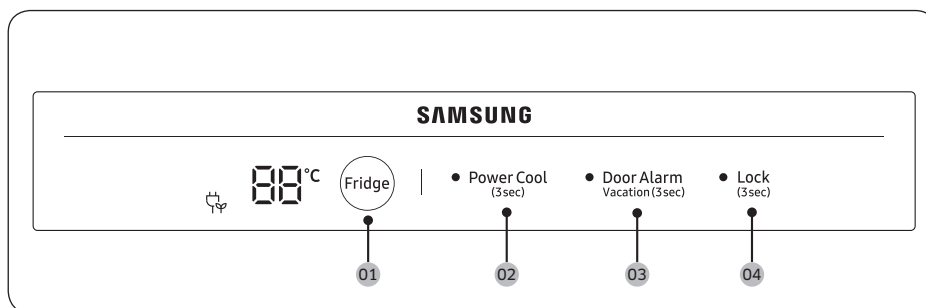 SAMSUNG
88°C Fridge
Power Cool
(3sec)
Door Alarm
Vacation(3sec)
Lock
(3sec)
01 02 03 04